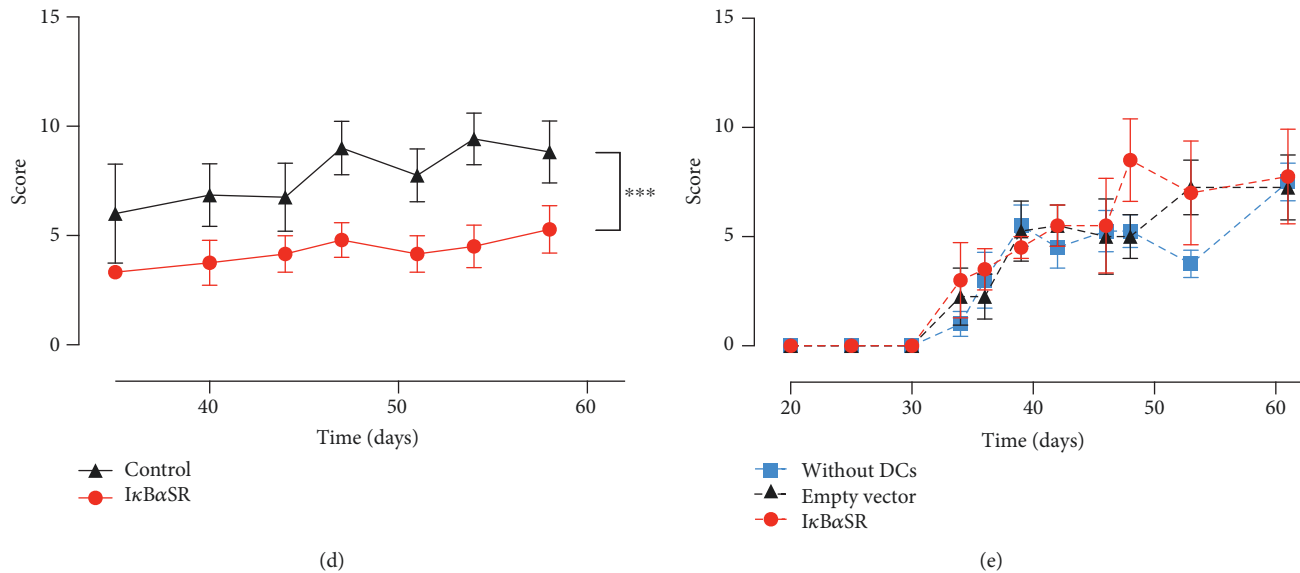 15
10
5
0
Score
***
40 50 60
Time (days)
Control
IκBαSR
(d)
15
10
5
0
Score
20 30 40 50 60
Time (days)
Without DCs
Empty vector
IκBαSR
(e)